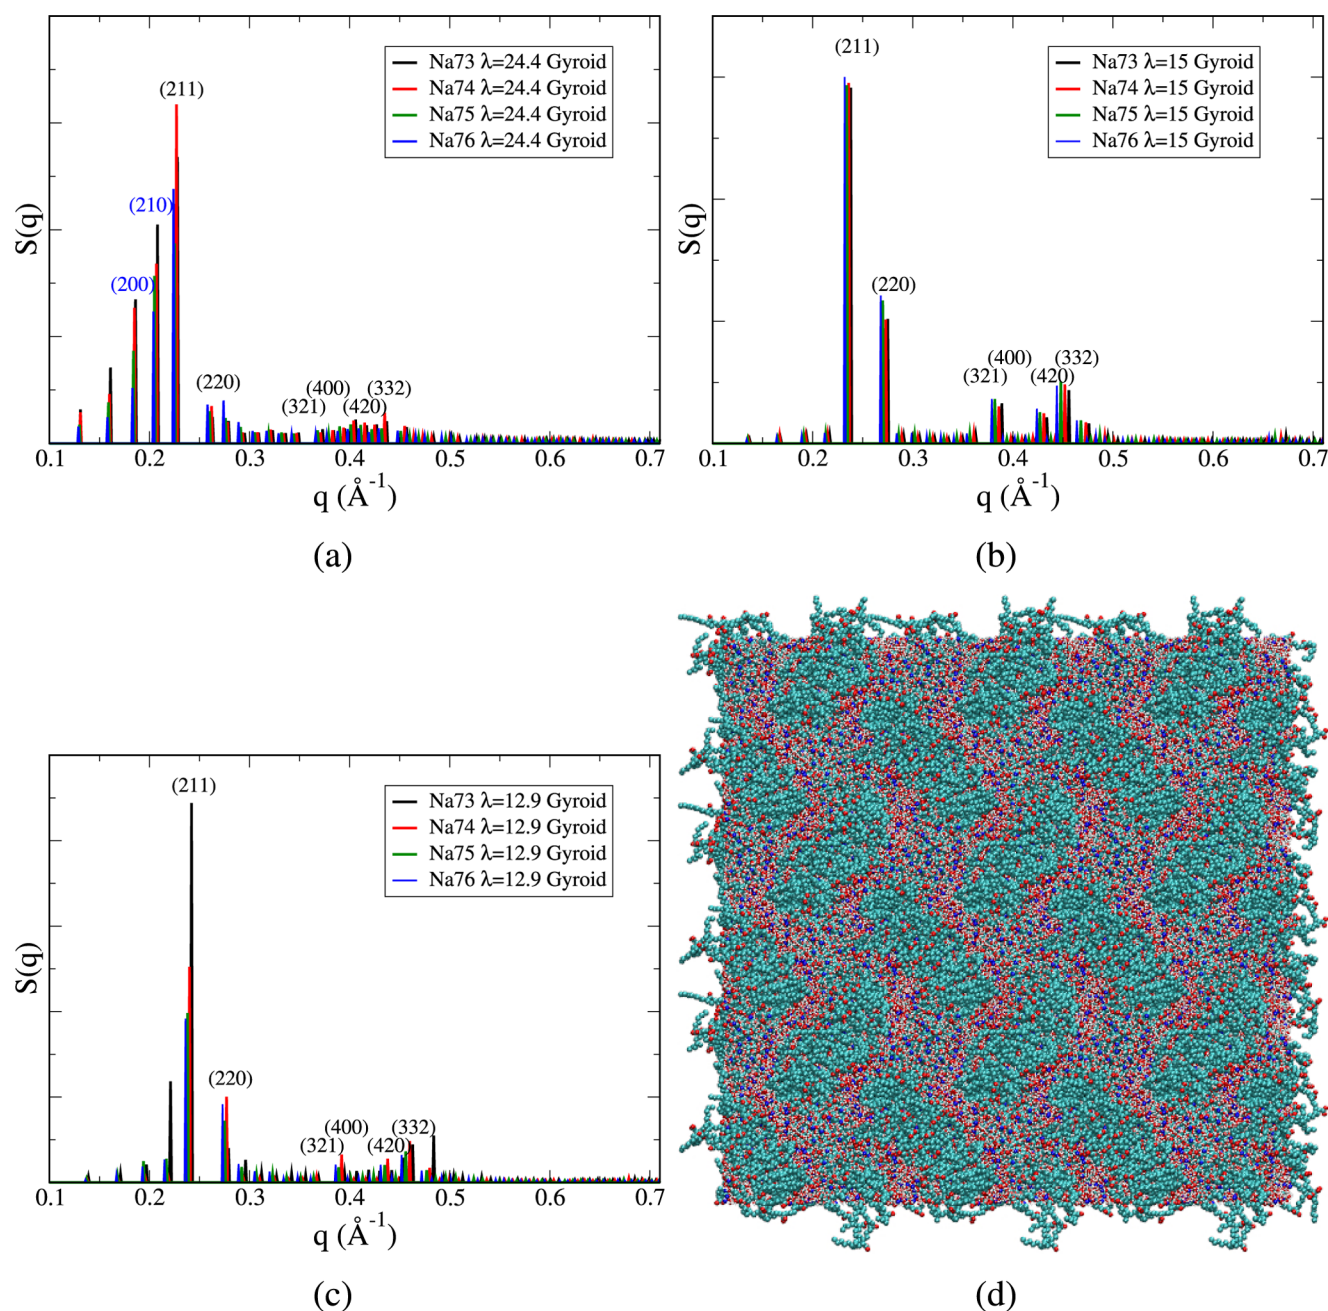 Na73 λ=24.4 Gyroid
Na74 λ=24.4 Gyroid
Na75 λ=24.4 Gyroid
Na76 λ=24.4 Gyroid
(211)
(210)
(200)
(220)
(321)
(400)
(420)
(332)
S(q)
0.1 0.2 0.3 0.4 0.5 0.6 0.7
q (Å⁻¹)
(a)
(211)
Na73 λ=15 Gyroid
Na74 λ=15 Gyroid
Na75 λ=15 Gyroid
Na76 λ=15 Gyroid
(220)
(321)
(400)
(420)
(332)
S(q)
0.1 0.2 0.3 0.4 0.5 0.6 0.7
q (Å⁻¹)
(b)
(211)
Na73 λ=12.9 Gyroid
Na74 λ=12.9 Gyroid
Na75 λ=12.9 Gyroid
Na76 λ=12.9 Gyroid
(220)
(321)
(400)
(420)
(332)
S(q)
0.1 0.2 0.3 0.4 0.5 0.6 0.7
q (Å⁻¹)
(c)
(d)